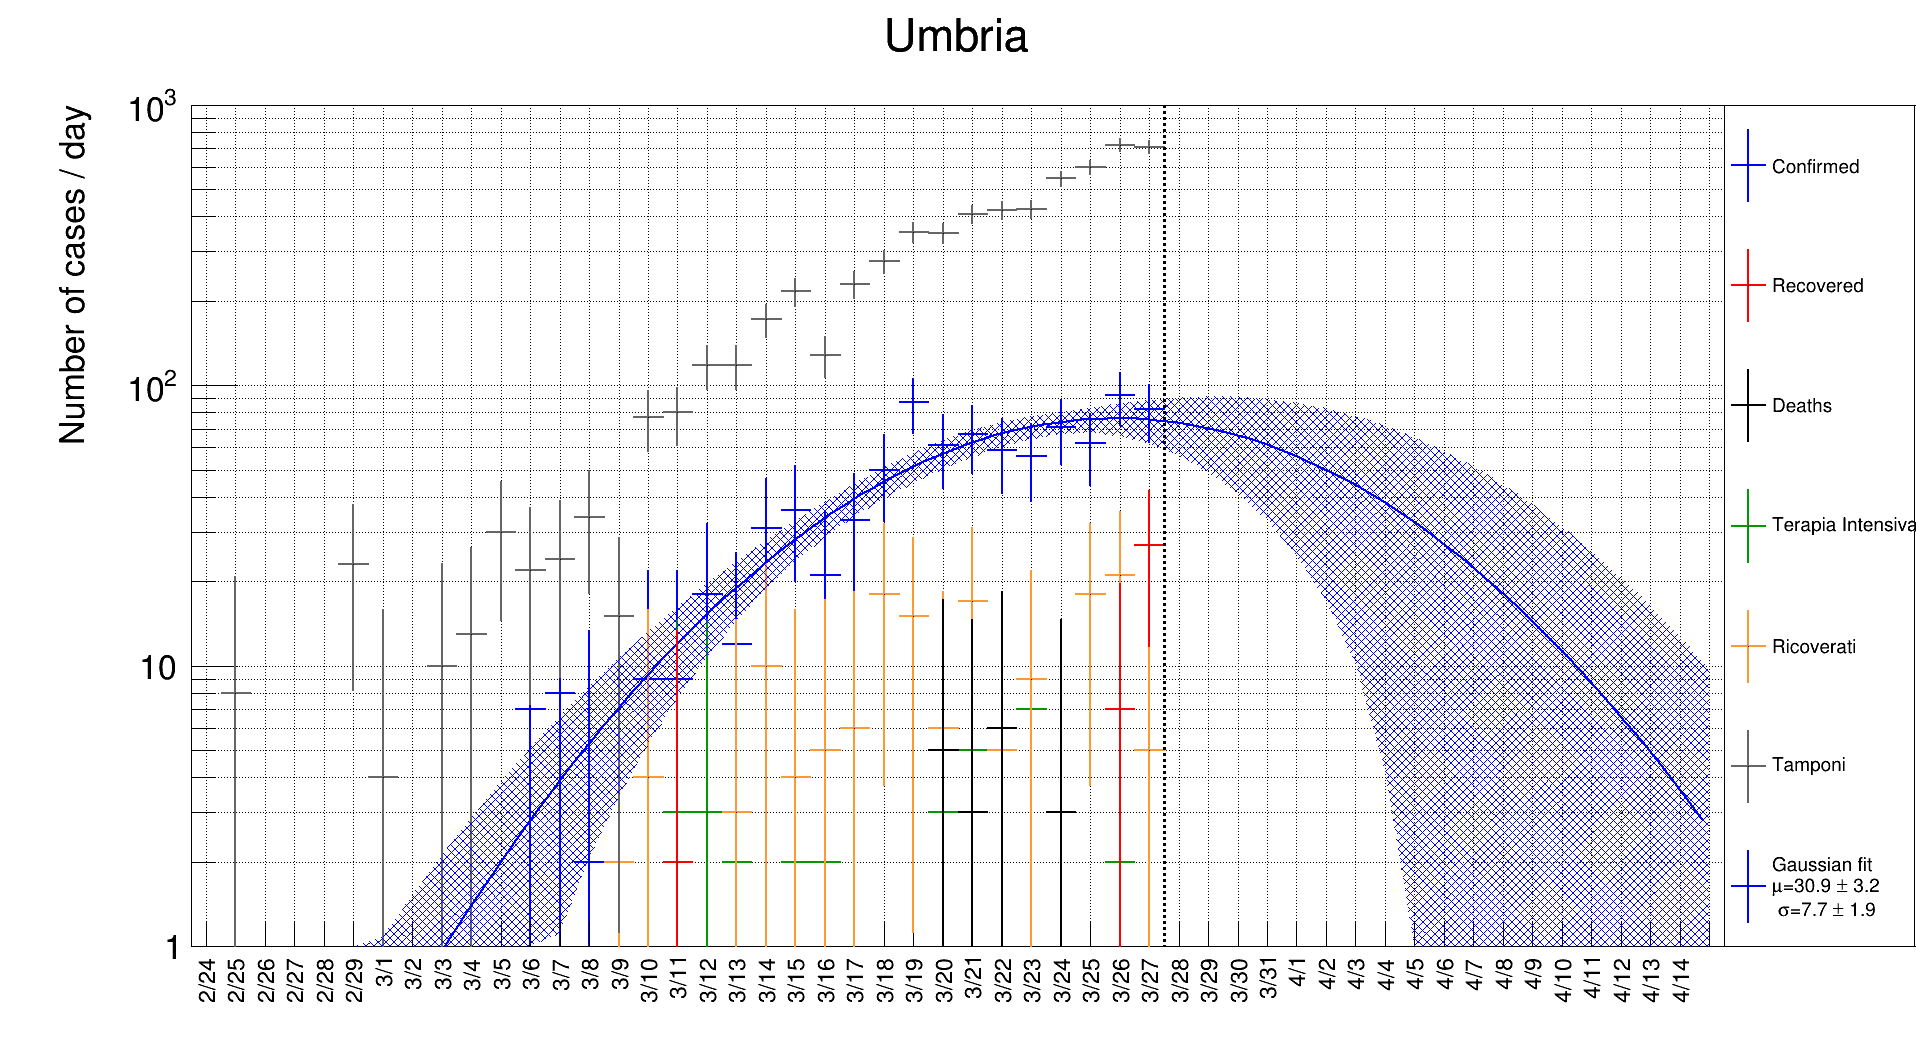 Umbria
Number of cases / day
10³
10²
10
1
2/24 2/25 2/26 2/27 2/28 2/29 3/1 3/2 3/3 3/4 3/5 3/6 3/7 3/8 3/9 3/10 3/11 3/12 3/13 3/14 3/15 3/16 3/17 3/18 3/19 3/20 3/21 3/22 3/23 3/24 3/25 3/26 3/27 3/28 3/29 3/30 3/31 4/1 4/2 4/3 4/4 4/5 4/6 4/7 4/8 4/9 4/10 4/11 4/12 4/13 4/14
Confirmed
Recovered
Deaths
Terapia Intensiva
Ricoverati
Tamponi
Gaussian fit
μ=30.9 ± 3.2
σ=7.7 ± 1.9